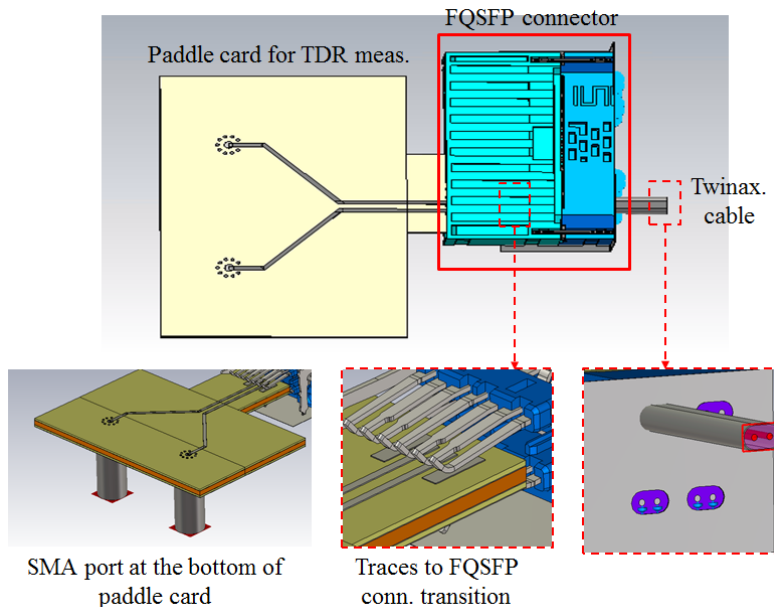 FQSFP connector
Paddle card for TDR meas.
Twinax.
cable
SMA port at the bottom of
paddle card
Traces to FQSFP
conn. transition